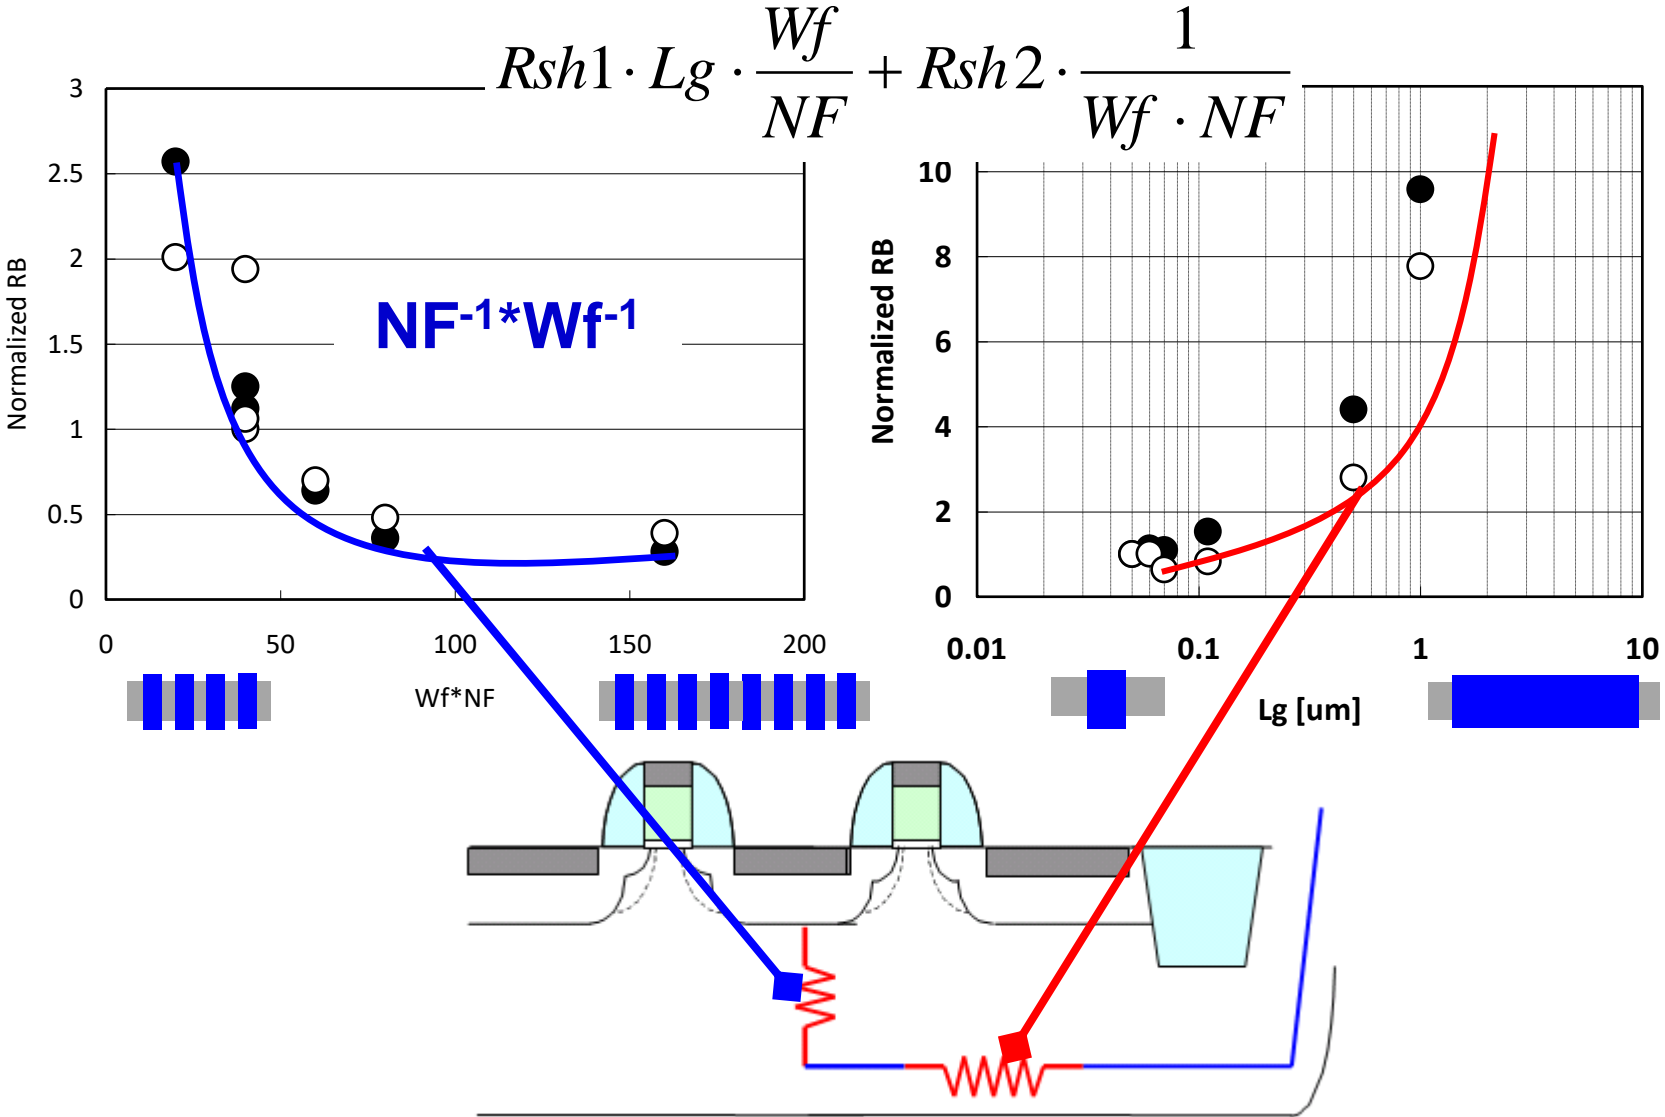 Rsh1 · Lg · Wf/NF + Rsh2 · 1/(Wf · NF)
3
2.5
2
1.5
1
0.5
0
Normalized RB
NF-1*Wf-1
0 50 100 150 200
Wf*NF
10
8
6
4
2
0
Normalized RB
0.01 0.1 1 10
Lg [um]